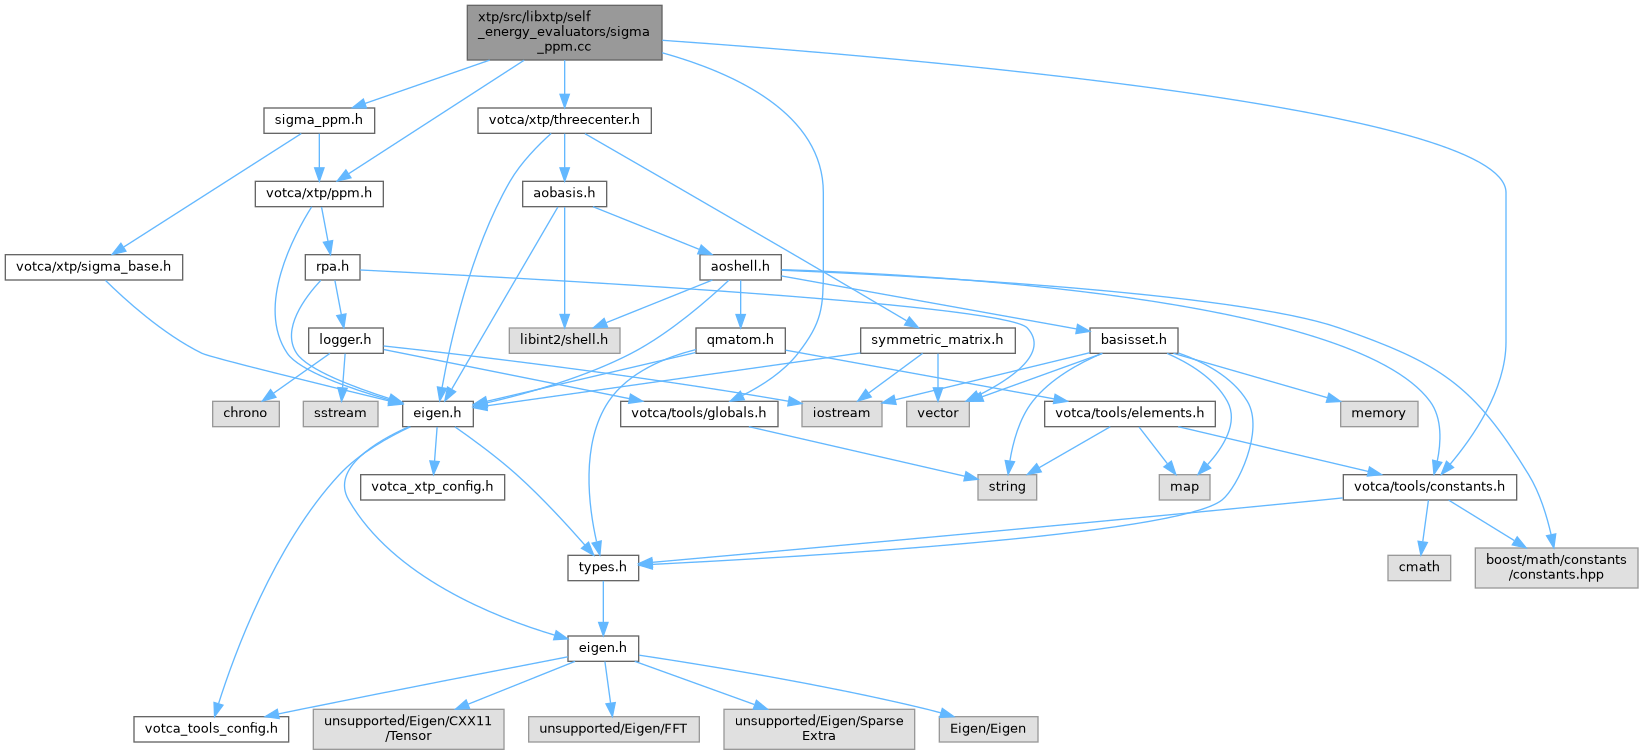 xtp/src/libxtp/self
_energy_evaluators/sigma
_ppm.cc
sigma_ppm.h
votca/xtp/threecenter.h
votca/xtp/ppm.h
aobasis.h
votca/xtp/sigma_base.h
rpa.h
aoshell.h
logger.h
libint2/shell.h
qmatom.h
symmetric_matrix.h
basisset.h
chrono
sstream
eigen.h
votca/tools/globals.h
iostream
vector
votca/tools/elements.h
memory
votca_xtp_config.h
string
map
votca/tools/constants.h
types.h
cmath
boost/math/constants
/constants.hpp
eigen.h
votca_tools_config.h
unsupported/Eigen/CXX11
/Tensor
unsupported/Eigen/FFT
unsupported/Eigen/Sparse
Extra
Eigen/Eigen